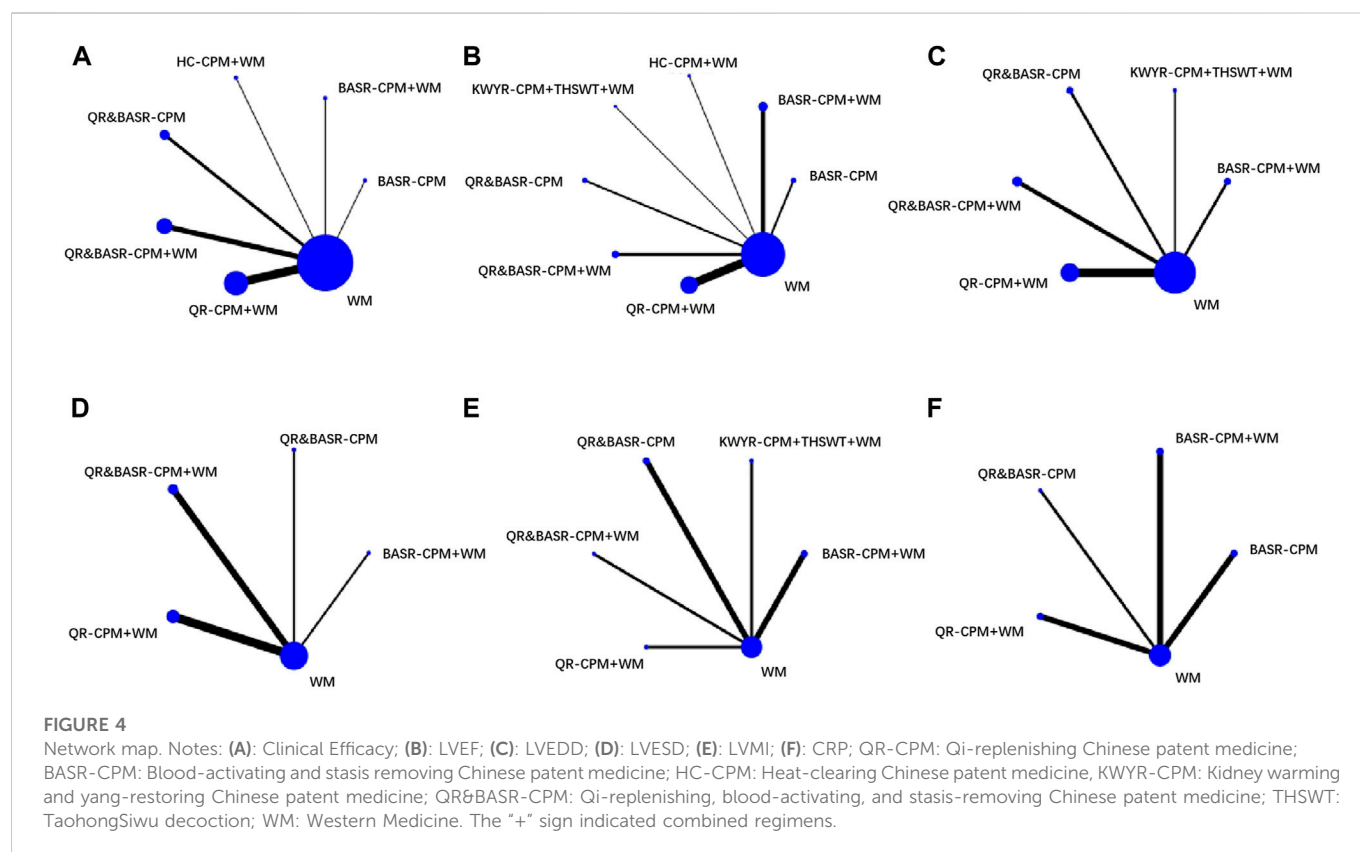 A
HC-CPM+WM
BASR-CPM+WM
QR&BASR-CPM
BASR-CPM
QR&BASR-CPM+WM
QR-CPM+WM
WM
B
HC-CPM+WM
KWYR-CPM+THSWT+WM
BASR-CPM+WM
QR&BASR-CPM
BASR-CPM
QR&BASR-CPM+WM
QR-CPM+WM
WM
C
QR&BASR-CPM
KWYR-CPM+THSWT+WM
QR&BASR-CPM+WM
BASR-CPM+WM
QR-CPM+WM
WM
D
QR&BASR-CPM
QR&BASR-CPM+WM
BASR-CPM+WM
QR-CPM+WM
WM
E
QR&BASR-CPM
KWYR-CPM+THSWT+WM
QR&BASR-CPM+WM
BASR-CPM+WM
QR-CPM+WM
WM
F
BASR-CPM+WM
QR&BASR-CPM
BASR-CPM
QR-CPM+WM
WM
FIGURE 4
Network map. Notes: (A): Clinical Efficacy; (B): LVEF; (C): LVEDD; (D): LVESD; (E): LVMI; (F): CRP; QR-CPM: Qi-replenishing Chinese patent medicine;
BASR-CPM: Blood-activating and stasis removing Chinese patent medicine; HC-CPM: Heat-clearing Chinese patent medicine, KWYR-CPM: Kidney warming
and yang-restoring Chinese patent medicine; QR&BASR-CPM: Qi-replenishing, blood-activating, and stasis-removing Chinese patent medicine; THSWT:
TaohongSiwu decoction; WM: Western Medicine. The "+" sign indicated combined regimens.